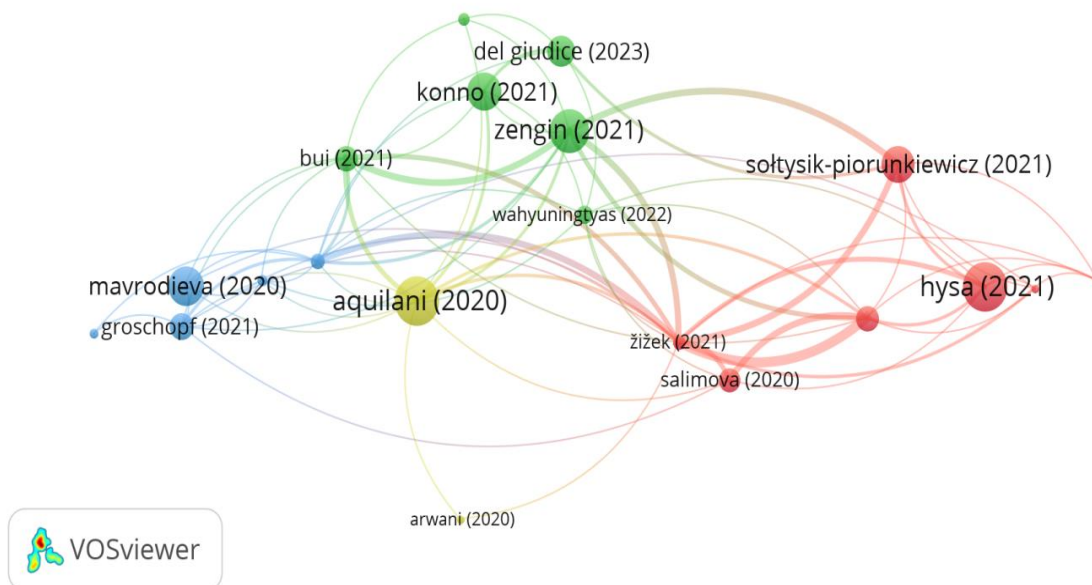 del giudice (2023)
konno (2021)
zengin (2021)
bui (2021)
sołtysik-piorunkiewicz (2021)
wahyuningtyas (2022)
mavrodieva (2020)
aquilani (2020)
hysa (2021)
groschopf (2021)
žižek (2021)
salimova (2020)
arwani (2020)
VOSviewer